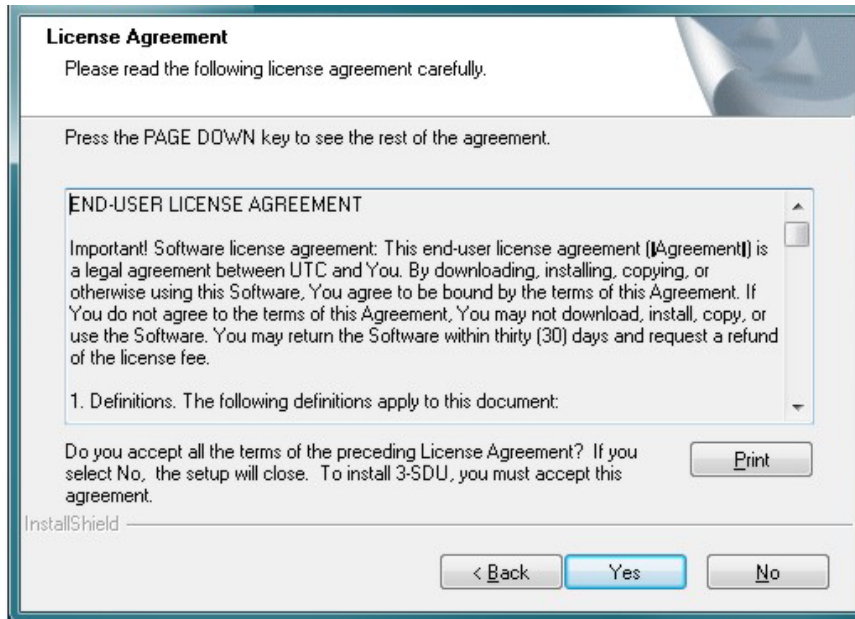 License Agreement
Please read the following license agreement carefully.
Press the PAGE DOWN key to see the rest of the agreement.
END-USER LICENSE AGREEMENT
Important! Software license agreement: This end-user license agreement (▌Agreement▌) is
a legal agreement between UTC and You. By downloading, installing, copying, or
otherwise using this Software, You agree to be bound by the terms of this Agreement. If
You do not agree to the terms of this Agreement, You may not download, install, copy, or
use the Software. You may return the Software within thirty (30) days and request a refund
of the license fee.
1. Definitions. The following definitions apply to this document:
Do you accept all the terms of the preceding License Agreement? If you
select No, the setup will close. To install 3-SDU, you must accept this
agreement.
Print
InstallShield
< Back
Yes
No